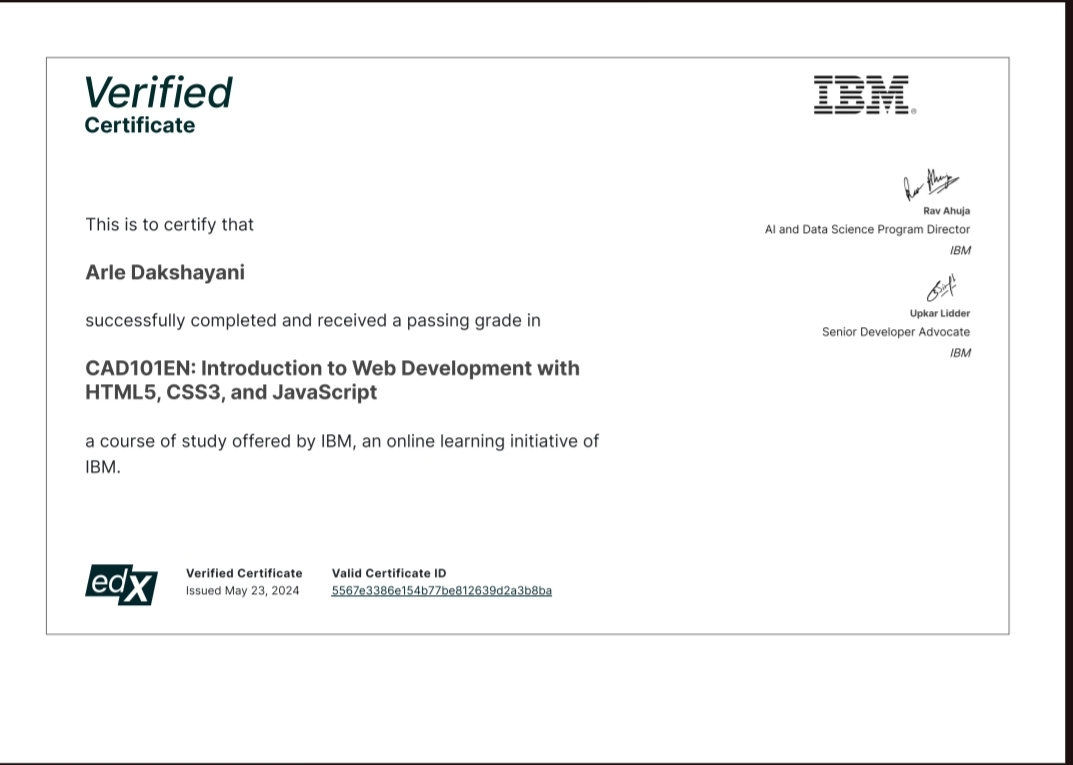 Verified
Certificate
IBM
This is to certify that
Arle Dakshayani
successfully completed and received a passing grade in
CAD101EN: Introduction to Web Development with
HTML5, CSS3, and JavaScript
a course of study offered by IBM, an online learning initiative of
IBM.
Rav Ahuja
AI and Data Science Program Director
IBM
Upkar Lidder
Senior Developer Advocate
IBM
edX
Verified Certificate
Issued May 23, 2024
Valid Certificate ID
5567e3386e154b77be812639d2a3b8ba